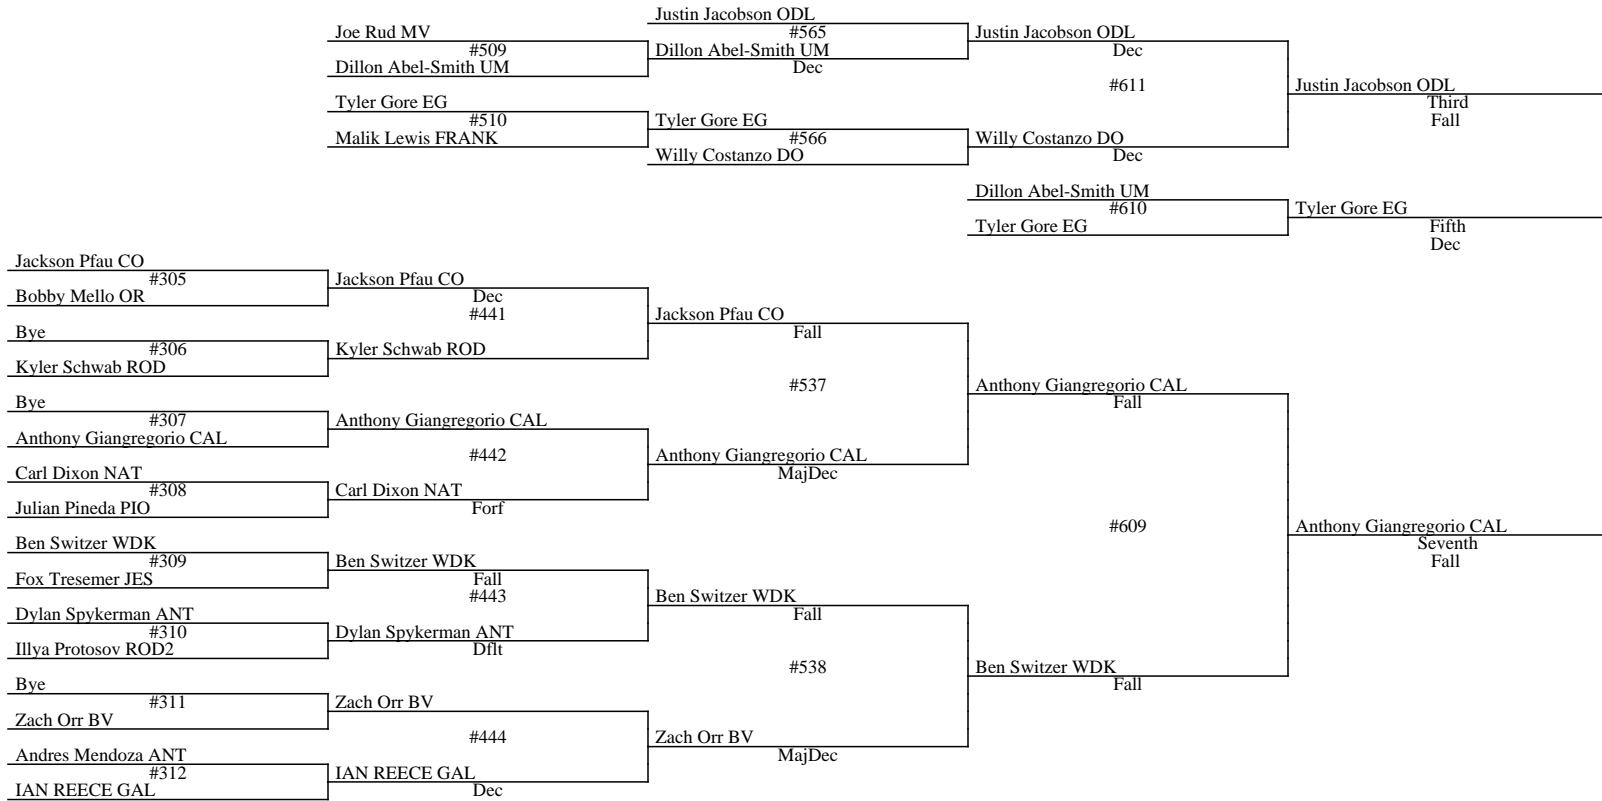 Justin Jacobson ODL
Joe Rud MV
#565
Justin Jacobson ODL
#509
Dillon Abel-Smith UM
Dec
Dillon Abel-Smith UM
Dec
#611
Justin Jacobson ODL
Tyler Gore EG
Third
#510
Tyler Gore EG
Fall
Malik Lewis FRANK
#566
Willy Costanzo DO
Willy Costanzo DO
Dec
Dillon Abel-Smith UM
#610
Tyler Gore EG
Tyler Gore EG
Fifth
Dec
Jackson Pfau CO
#305
Jackson Pfau CO
Bobby Mello OR
Dec
#441
Jackson Pfau CO
Bye
Fall
#306
Kyler Schwab ROD
Kyler Schwab ROD
#537
Anthony Giangregorio CAL
Bye
Fall
#307
Anthony Giangregorio CAL
Anthony Giangregorio CAL
#442
Anthony Giangregorio CAL
Carl Dixon NAT
MajDec
#308
Carl Dixon NAT
Julian Pineda PIO
Forf
#609
Anthony Giangregorio CAL
Ben Switzer WDK
Seventh
#309
Ben Switzer WDK
Fall
Fox Tresemer JES
Fall
#443
Ben Switzer WDK
Dylan Spykerman ANT
Fall
#310
Dylan Spykerman ANT
Illya Protosov ROD2
Dflt
#538
Ben Switzer WDK
Bye
Fall
#311
Zach Orr BV
Zach Orr BV
#444
Zach Orr BV
Andres Mendoza ANT
MajDec
#312
IAN REECE GAL
IAN REECE GAL
Dec